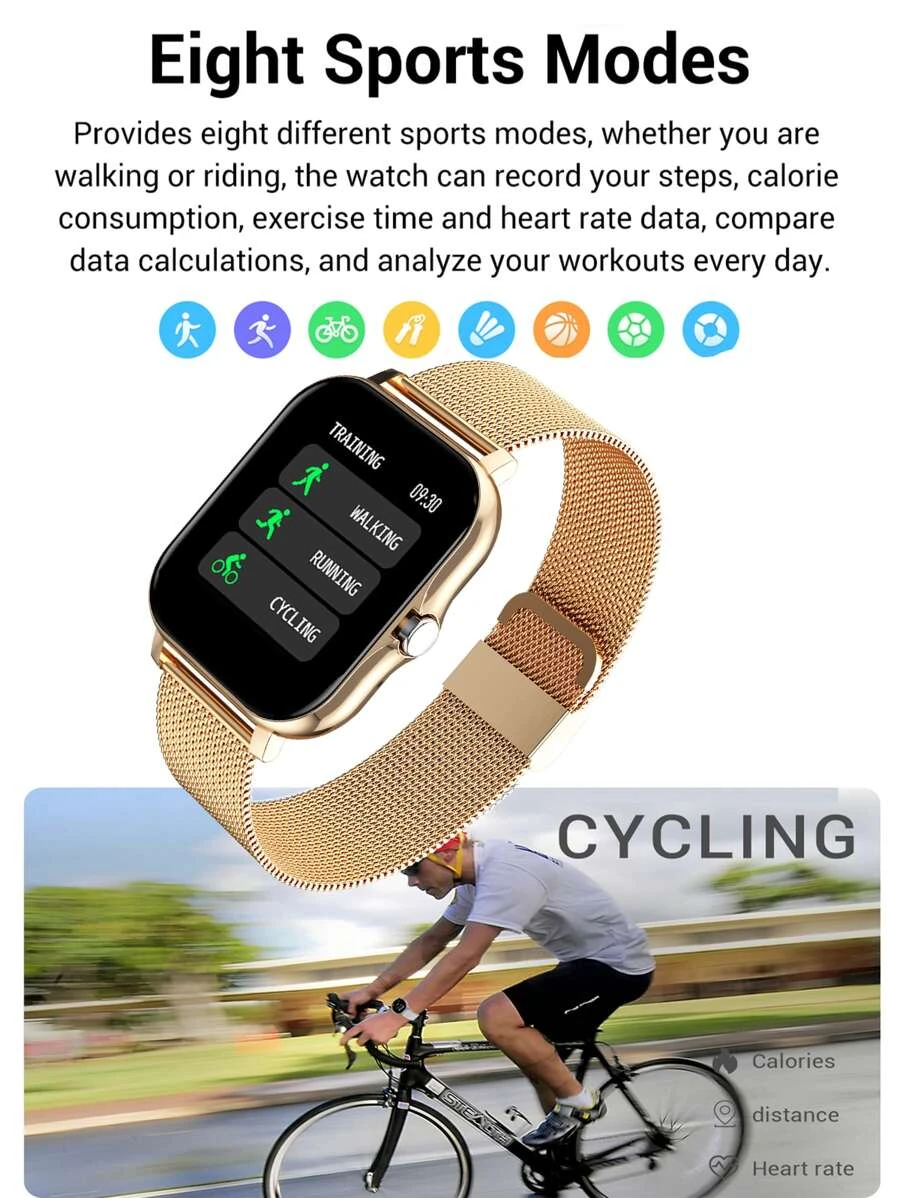 Eight Sports Modes
Provides eight different sports modes, whether you are
walking or riding, the watch can record your steps, calorie
consumption, exercise time and heart rate data, compare
data calculations, and analyze your workouts every day.
TRAINING
09:30
WALKING
RUNNING
CYCLING
CYCLING
Calories
distance
Heart rate